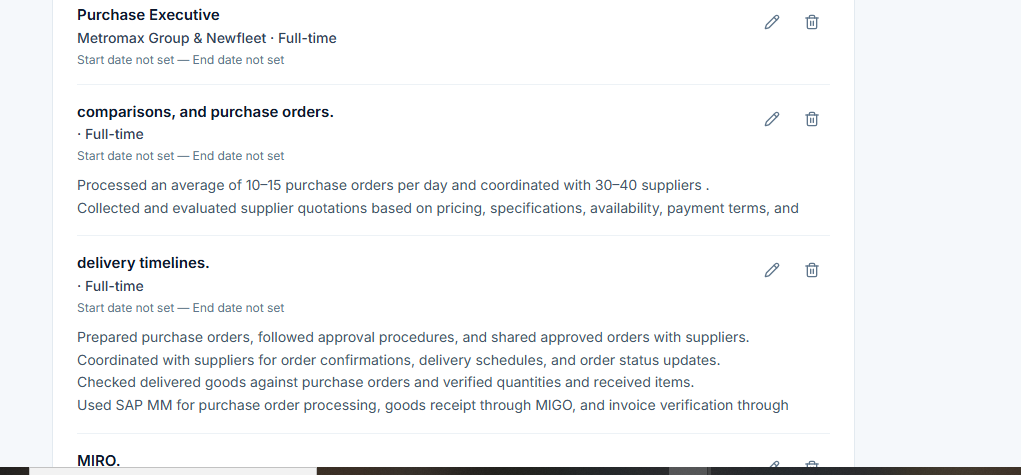 Purchase Executive
Metromax Group & Newfleet · Full-time
Start date not set — End date not set
comparisons, and purchase orders.
· Full-time
Start date not set — End date not set
Processed an average of 10–15 purchase orders per day and coordinated with 30–40 suppliers .
Collected and evaluated supplier quotations based on pricing, specifications, availability, payment terms, and
delivery timelines.
· Full-time
Start date not set — End date not set
Prepared purchase orders, followed approval procedures, and shared approved orders with suppliers.
Coordinated with suppliers for order confirmations, delivery schedules, and order status updates.
Checked delivered goods against purchase orders and verified quantities and received items.
Used SAP MM for purchase order processing, goods receipt through MIGO, and invoice verification through
MIRO.